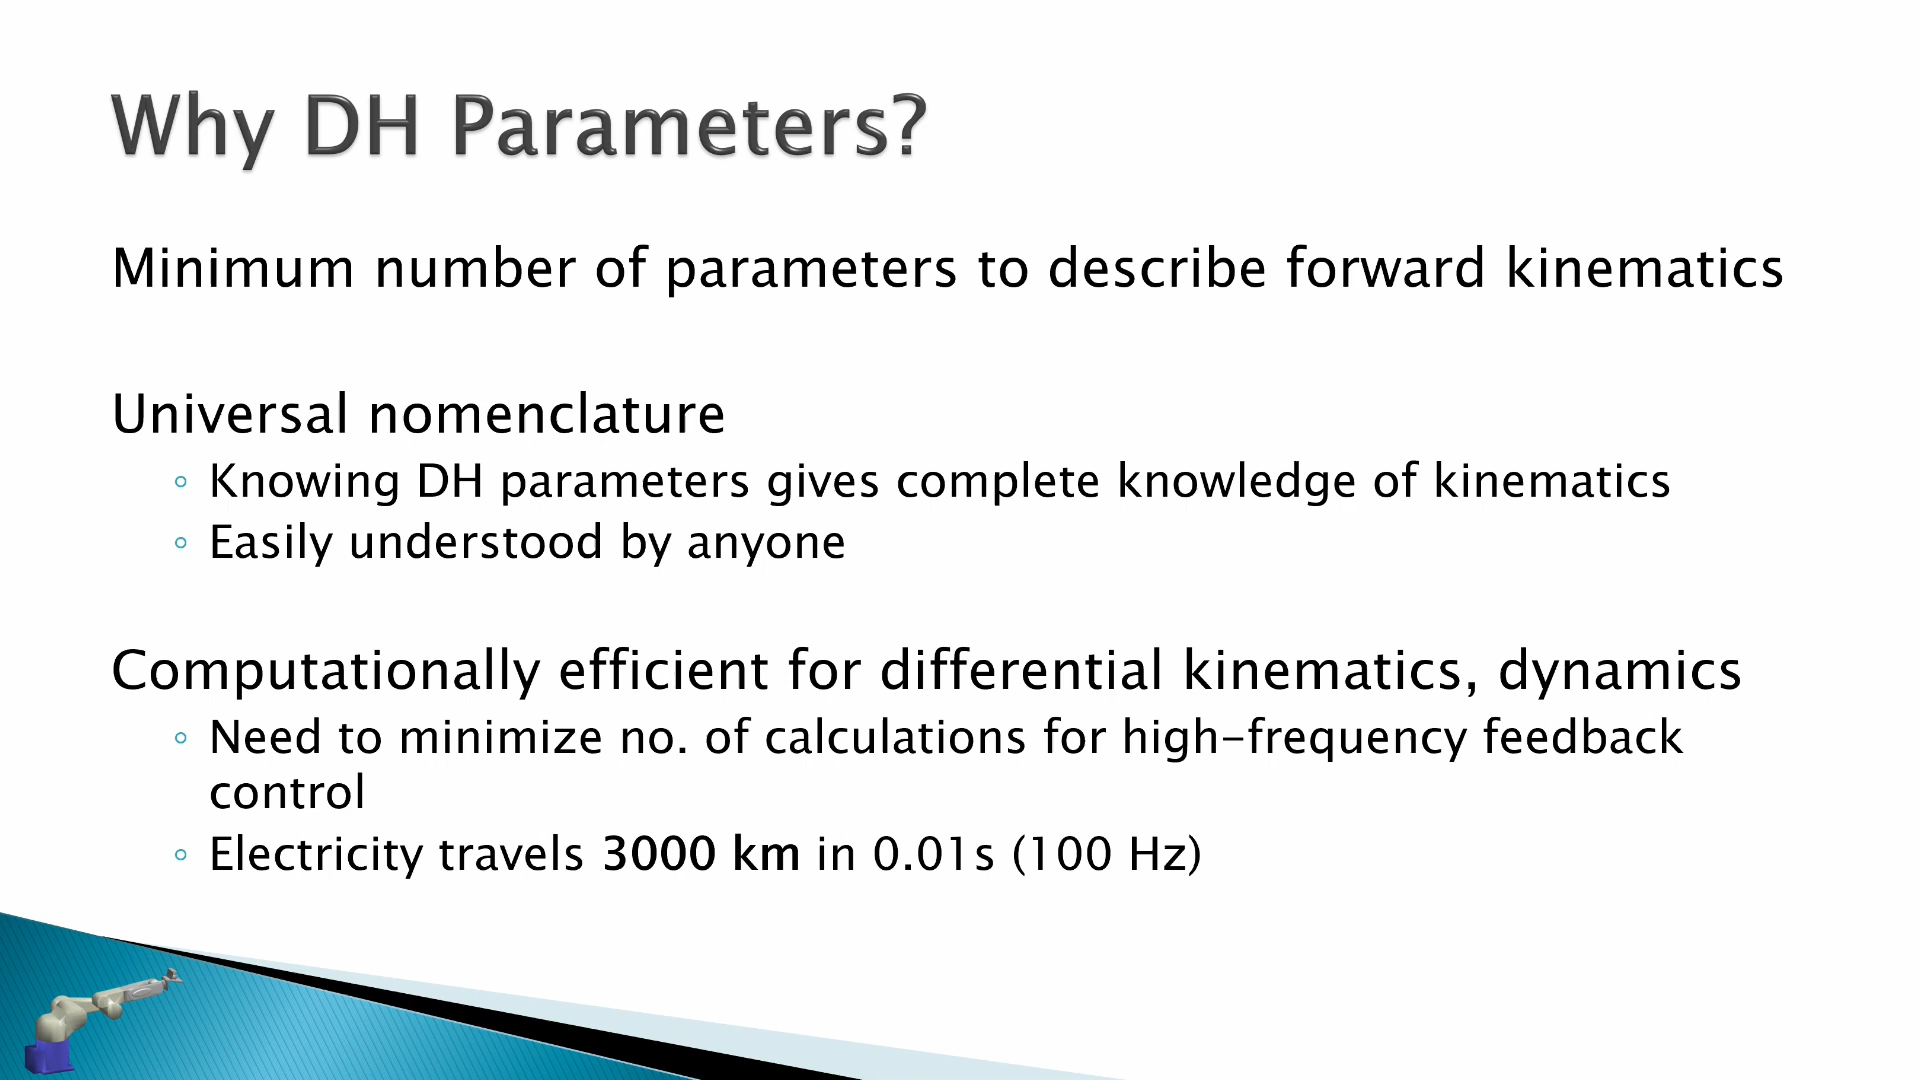 Why DH Parameters?
Minimum number of parameters to describe forward kinematics
Universal nomenclature
◦ Knowing DH parameters gives complete knowledge of kinematics
◦ Easily understood by anyone
Computationally efficient for differential kinematics, dynamics
◦ Need to minimize no. of calculations for high-frequency feedback
control
◦ Electricity travels 3000 km in 0.01s (100 Hz)